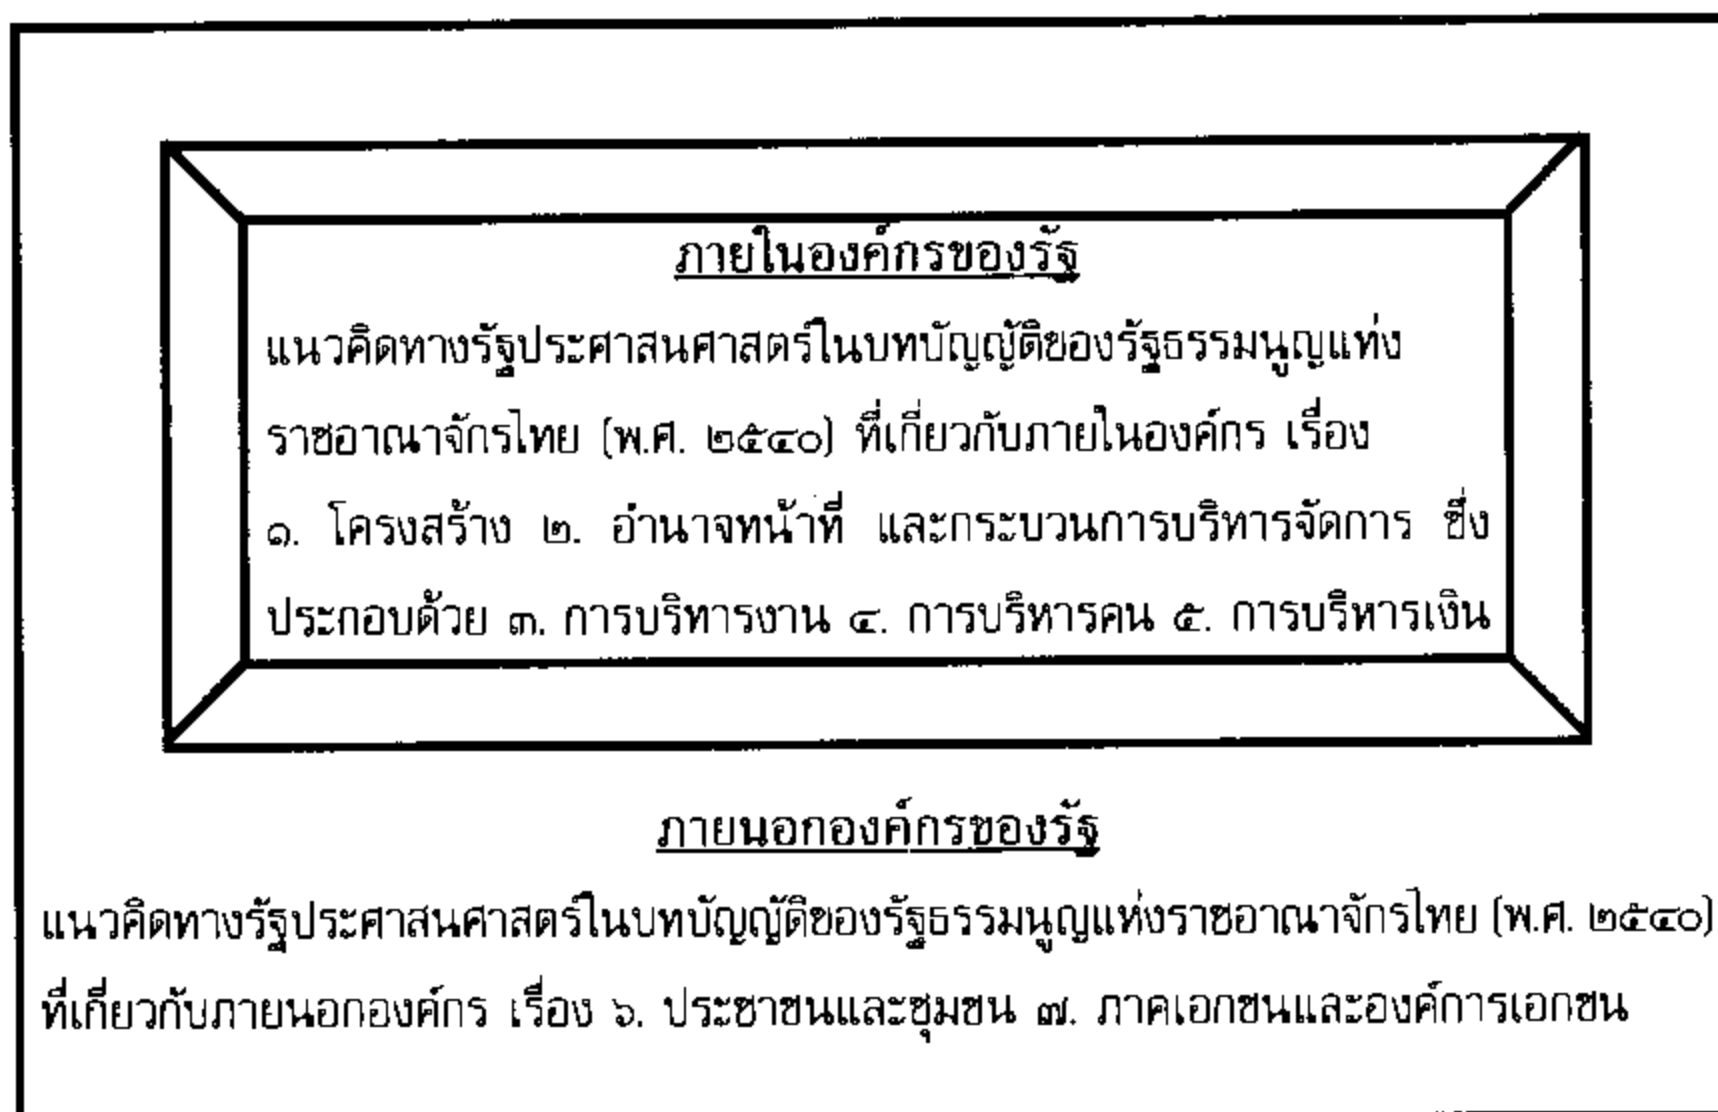 ภายในองค์กรของรัฐ
แนวคิดทางรัฐประศาสนศาสตร์ในบทบัญญัติของรัฐธรรมนูญแห่ง
ราชอาณาจักรไทย (พ.ศ. ๒๕๔๐) ที่เกี่ยวกับภายในองค์กร เรื่อง
๑. โครงสร้าง ๒. อำนาจหน้าที่ และกระบวนการบริหารจัดการ ซึ่ง
ประกอบด้วย ๓. การบริหารงาน ๔. การบริหารคน ๕. การบริหารเงิน
ภายนอกองค์กรของรัฐ
แนวคิดทางรัฐประศาสนศาสตร์ในบทบัญญัติของรัฐธรรมนูญแห่งราชอาณาจักรไทย (พ.ศ. ๒๕๔๐)
ที่เกี่ยวกับภายนอกองค์กร เรื่อง ๖. ประชาชนและชุมชน ๗. ภาคเอกชนและองค์การเอกชน